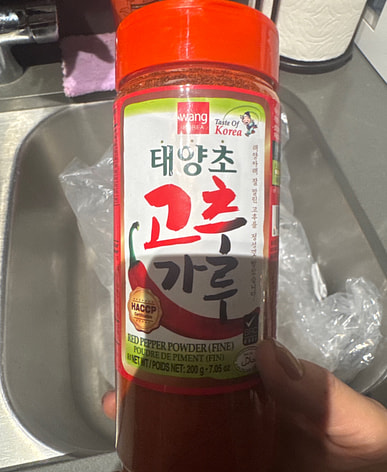 wang
KOREA
Taste Of
Korea
태양초
고추
가루
HACCP
RED PEPPER POWDER (FINE)
POUDRE DE PIMENT (FIN)
NET WT/POIDS NET: 200 g • 7.05 oz